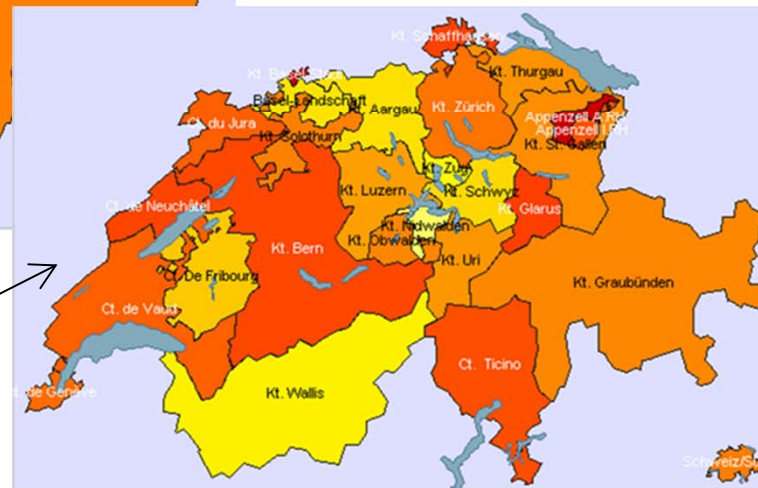 Kt. Schaffhausen
Kt. Thurgau
Kt. Basel-Stadt
Basel-Landschaft
Kt. Aargau
Kt. Zürich
Appenzell A.RH.
Appenzell I.RH.
Ct. du Jura
Kt. Solothurn
Kt. St. Gallen
Kt. Zug
Kt. Luzern
Kt. Schwyz
Ct. de Neuchâtel
Kt. Glarus
Kt. Nidwalden
Kt. Bern
Kt. Obwalden
Kt. Uri
Ct. De Fribourg
Kt. Graubünden
Ct. de Vaud
Ct. Ticino
Ct. de Genève
Kt. Wallis